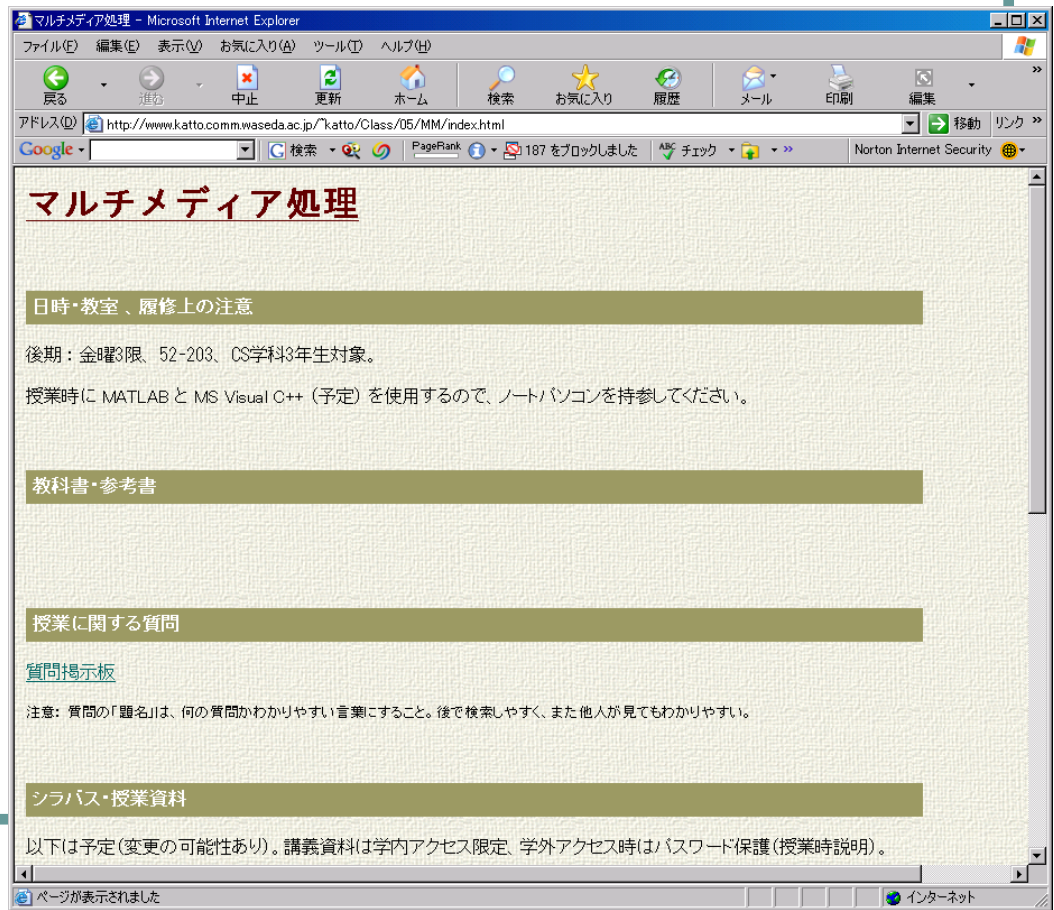 マルチメディア処理 - Microsoft Internet Explorer
ファイル(F) 編集(E) 表示(V) お気に入り(A) ツール(T) ヘルプ(H)
戻る 進む 中止 更新 ホーム 検索 お気に入り 履歴 メール 印刷 編集 »
アドレス(D) http://www.katto.comm.waseda.ac.jp/~katto/Class/05/MM/index.html 移動 リンク »
Google 検索 PageRank 187 をブロックしました ABC チェック » Norton Internet Security
マルチメディア処理
日時・教室、履修上の注意
後期：金曜3限、52-203、CS学科3年生対象。
授業時に MATLAB と MS Visual C++ (予定) を使用するので、ノートパソコンを持参してください。
教科書・参考書
授業に関する質問
質問掲示板
注意: 質問の「題名」は、何の質問かわかりやすい言葉にすること。後で検索しやすく、また他人が見てもわかりやすい。
シラバス・授業資料
以下は予定(変更の可能性あり)。講義資料は学内アクセス限定、学外アクセス時はパスワード保護(授業時説明)。
ページが表示されました インターネット